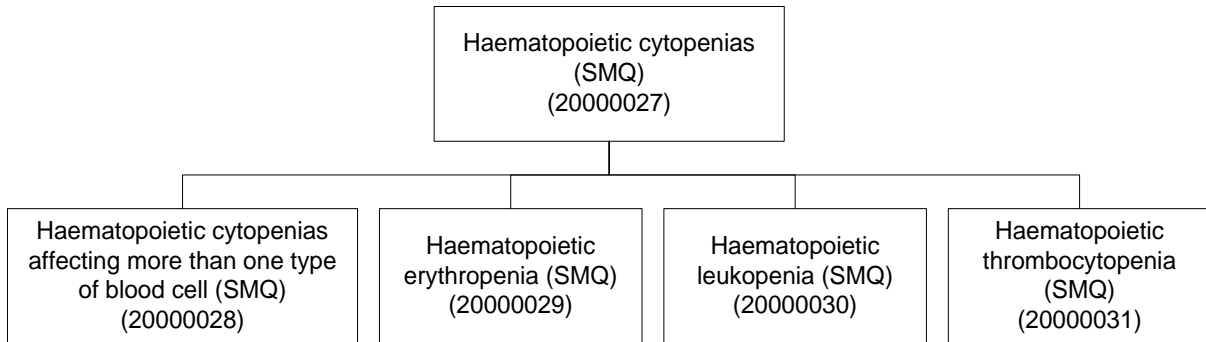 Haematopoietic cytopenias
(SMQ)
(20000027)
Haematopoietic cytopenias
affecting more than one type
of blood cell (SMQ)
(20000028)
Haematopoietic
erythropenia (SMQ)
(20000029)
Haematopoietic
leukopenia (SMQ)
(20000030)
Haematopoietic
thrombocytopenia
(SMQ)
(20000031)